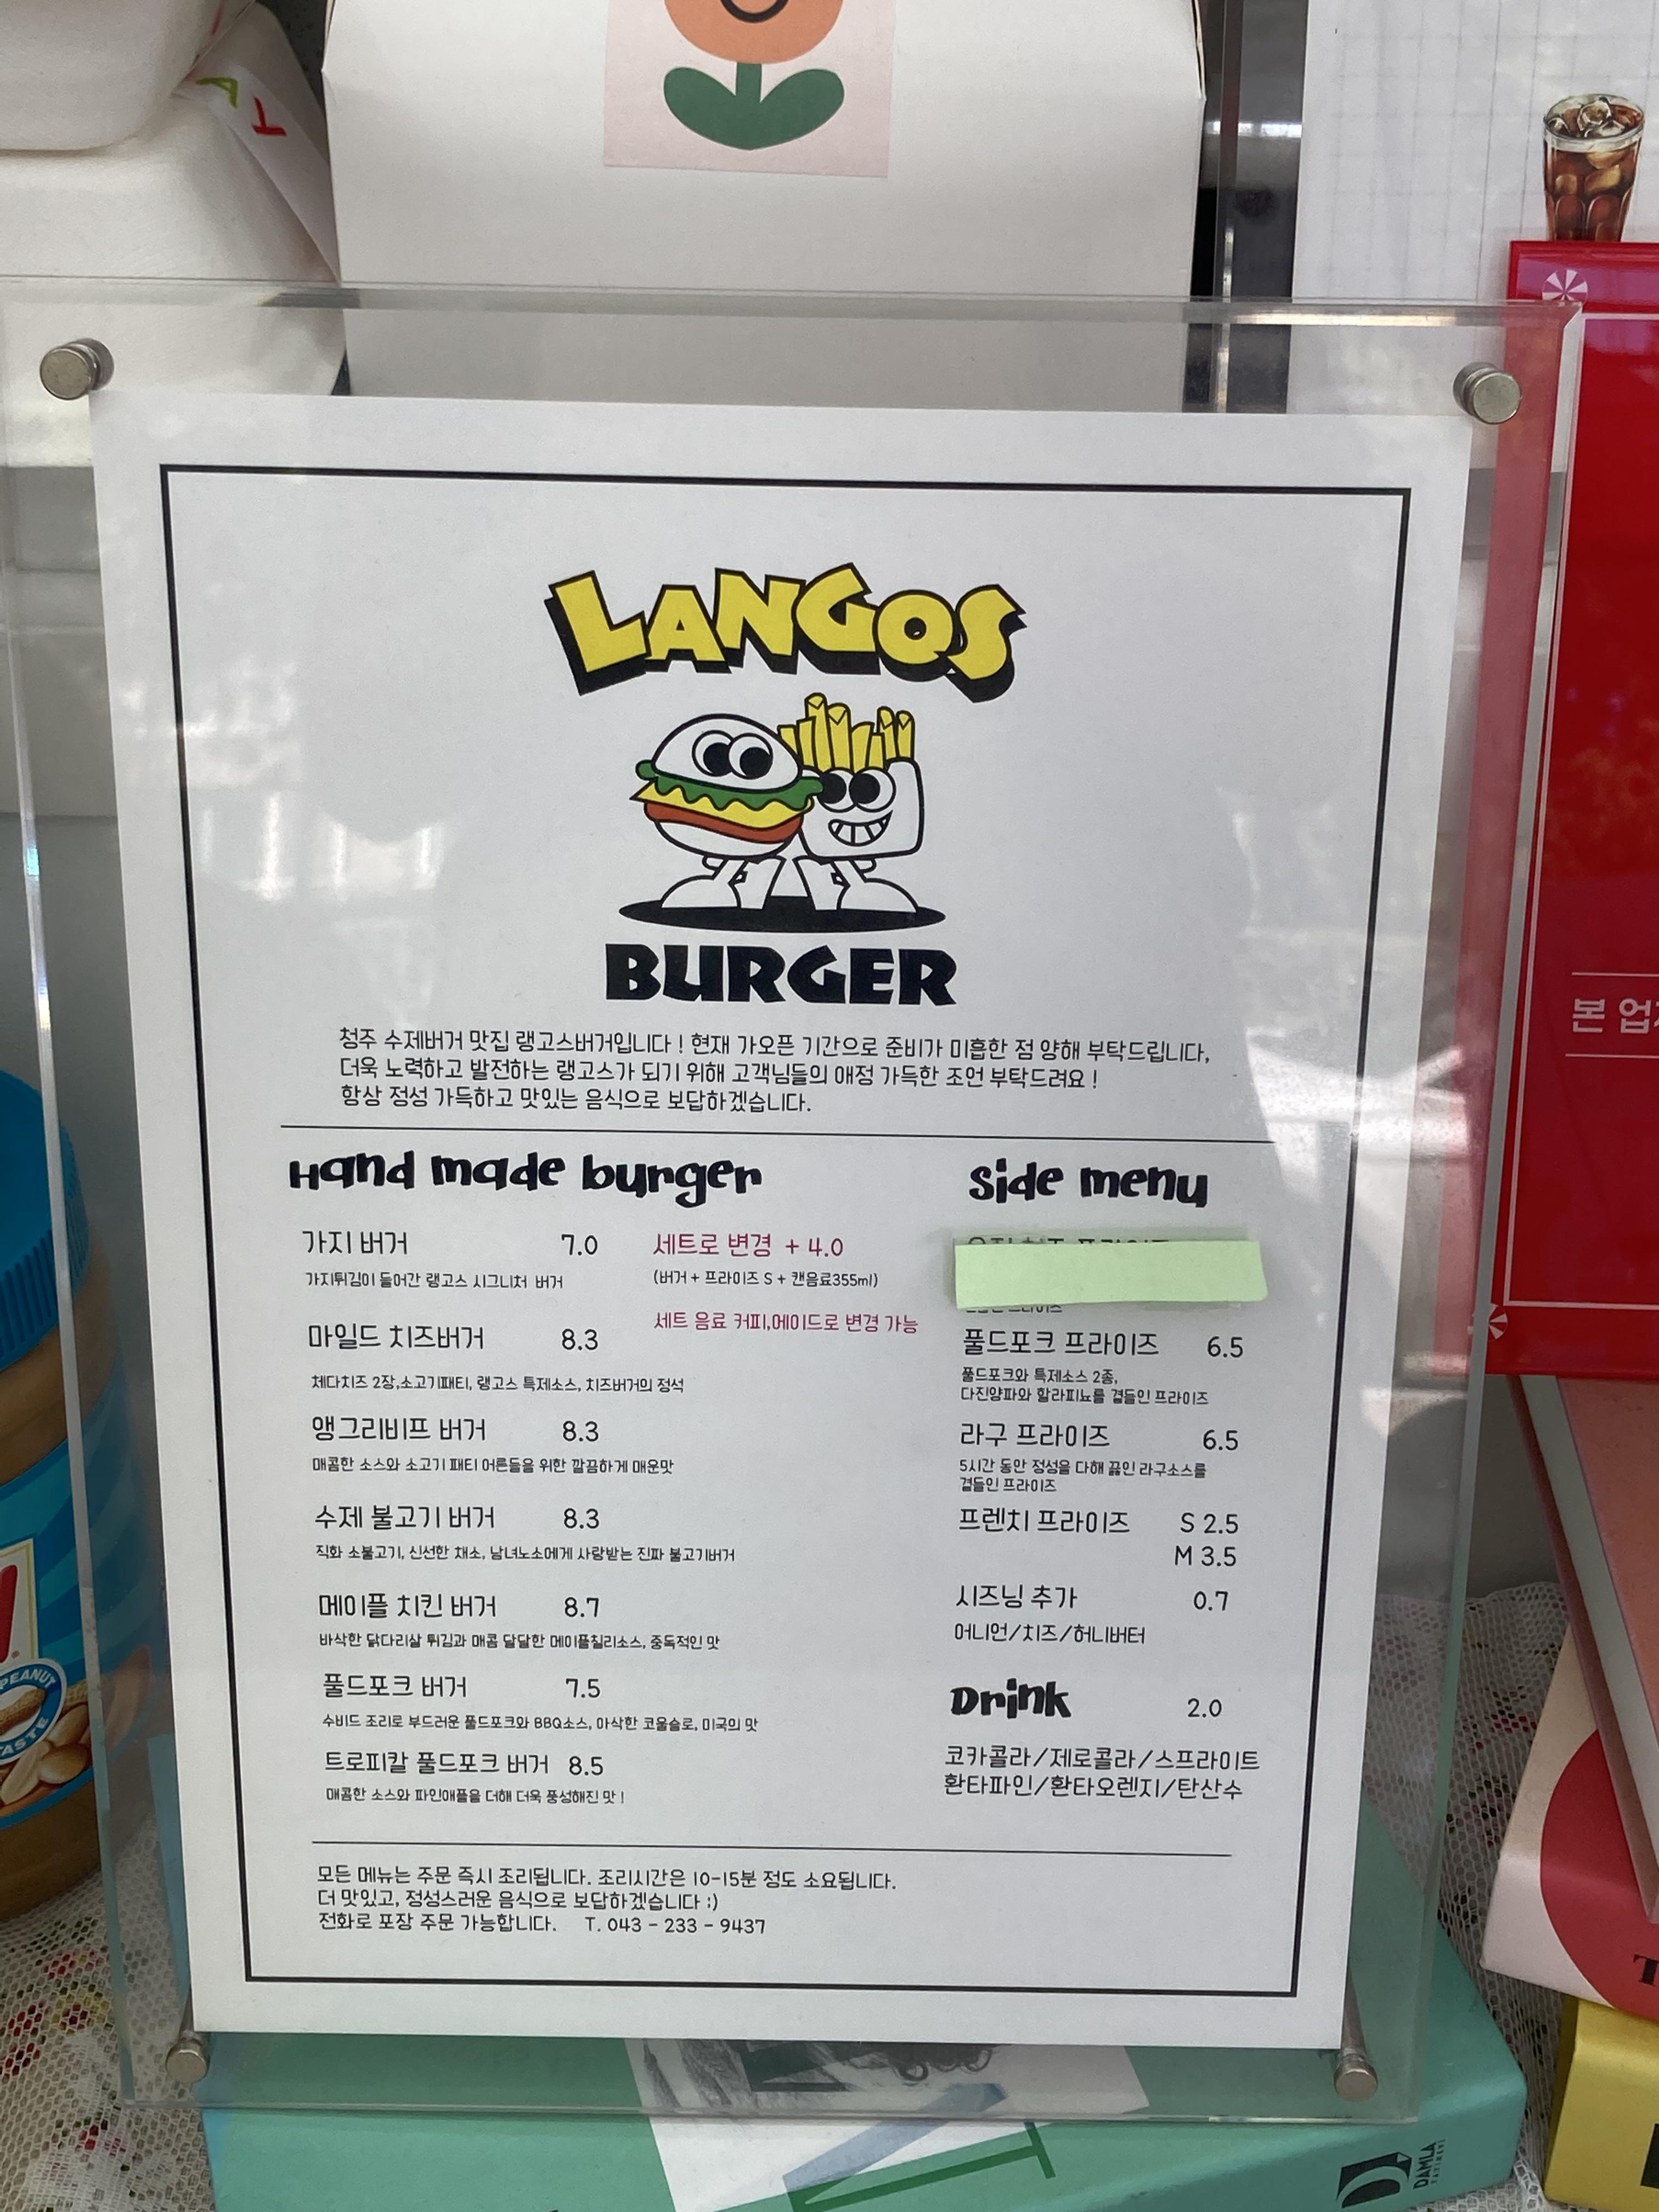 LANGOS
BURGER
청주 수제버거 맛집 랭고스버거입니다 ! 현재 가오픈 기간으로 준비가 미흡한 점 양해 부탁드립니다,
더욱 노력하고 발전하는 랭고스가 되기 위해 고객님들의 애정 가득한 조언 부탁드려요 !
항상 정성 가득하고 맛있는 음식으로 보답하겠습니다.
Hand made burger
가지 버거 7.0
가지튀김이 들어간 랭고스 시그니처 버거
마일드 치즈버거 8.3
체다치즈 2장,소고기패티, 랭고스 특제소스, 치즈버거의 정석
앵그리비프 버거 8.3
매콤한 소스와 소고기 패티 어른들을 위한 깔끔하게 매운맛
수제 불고기 버거 8.3
직화 소불고기, 신선한 채소, 남녀노소에게 사랑받는 진짜 불고기버거
메이플 치킨 버거 8.7
바삭한 닭다리살 튀김과 매콤 달달한 메이플칠리소스, 중독적인 맛
풀드포크 버거 7.5
수비드 조리로 부드러운 풀드포크와 BBQ소스, 아삭한 코울슬로, 미국의 맛
트로피칼 풀드포크 버거 8.5
매콤한 소스와 파인애플을 더해 더욱 풍성해진 맛 !
세트로 변경 + 4.0
(버거 + 프라이즈 S + 캔음료355ml)
세트 음료 커피,에이드로 변경 가능
side menu
풀드포크 프라이즈 6.5
풀드포크와 특제소스 2종,
다진양파와 할라피뇨를 곁들인 프라이즈
라구 프라이즈 6.5
5시간 동안 정성을 다해 끓인 라구소스를
곁들인 프라이즈
프렌치 프라이즈 S 2.5
M 3.5
시즈닝 추가 0.7
어니언/치즈/허니버터
Drink 2.0
코카콜라/제로콜라/스프라이트
환타파인/환타오렌지/탄산수
모든 메뉴는 주문 즉시 조리됩니다. 조리시간은 10-15분 정도 소요됩니다.
더 맛있고, 정성스러운 음식으로 보답하겠습니다 :)
전화로 포장 주문 가능합니다. T. 043 - 233 - 9437
본 업
PEANUT
TASTE
DAMLA